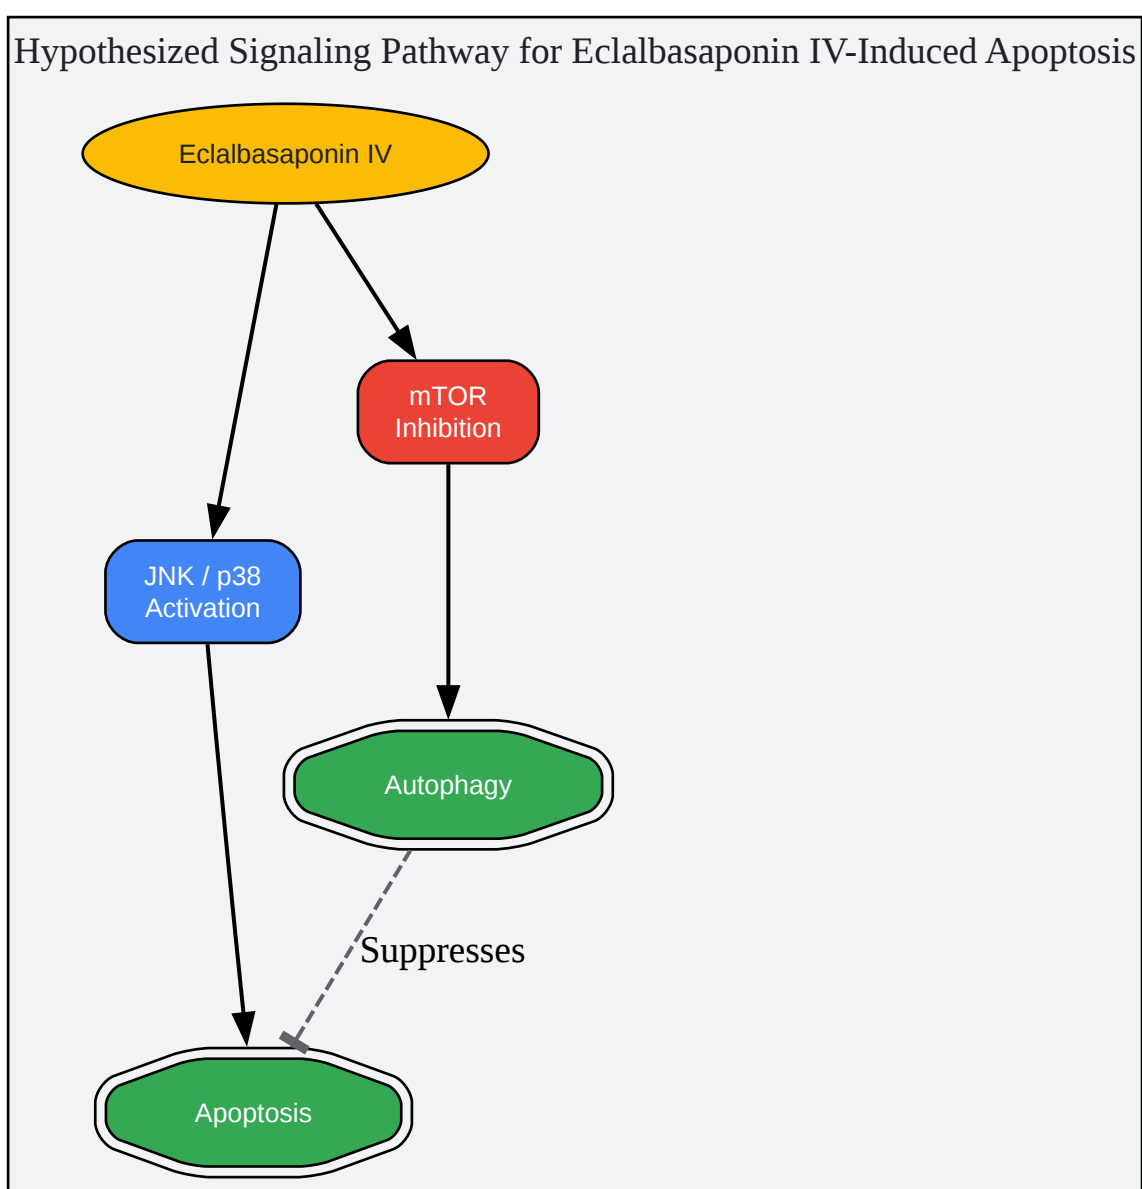 Hypothesized Signaling Pathway for Eclalbasaponin IV-Induced Apoptosis
Eclalbasaponin IV
mTOR
Inhibition
JNK / p38
Activation
Autophagy
Suppresses
Apoptosis